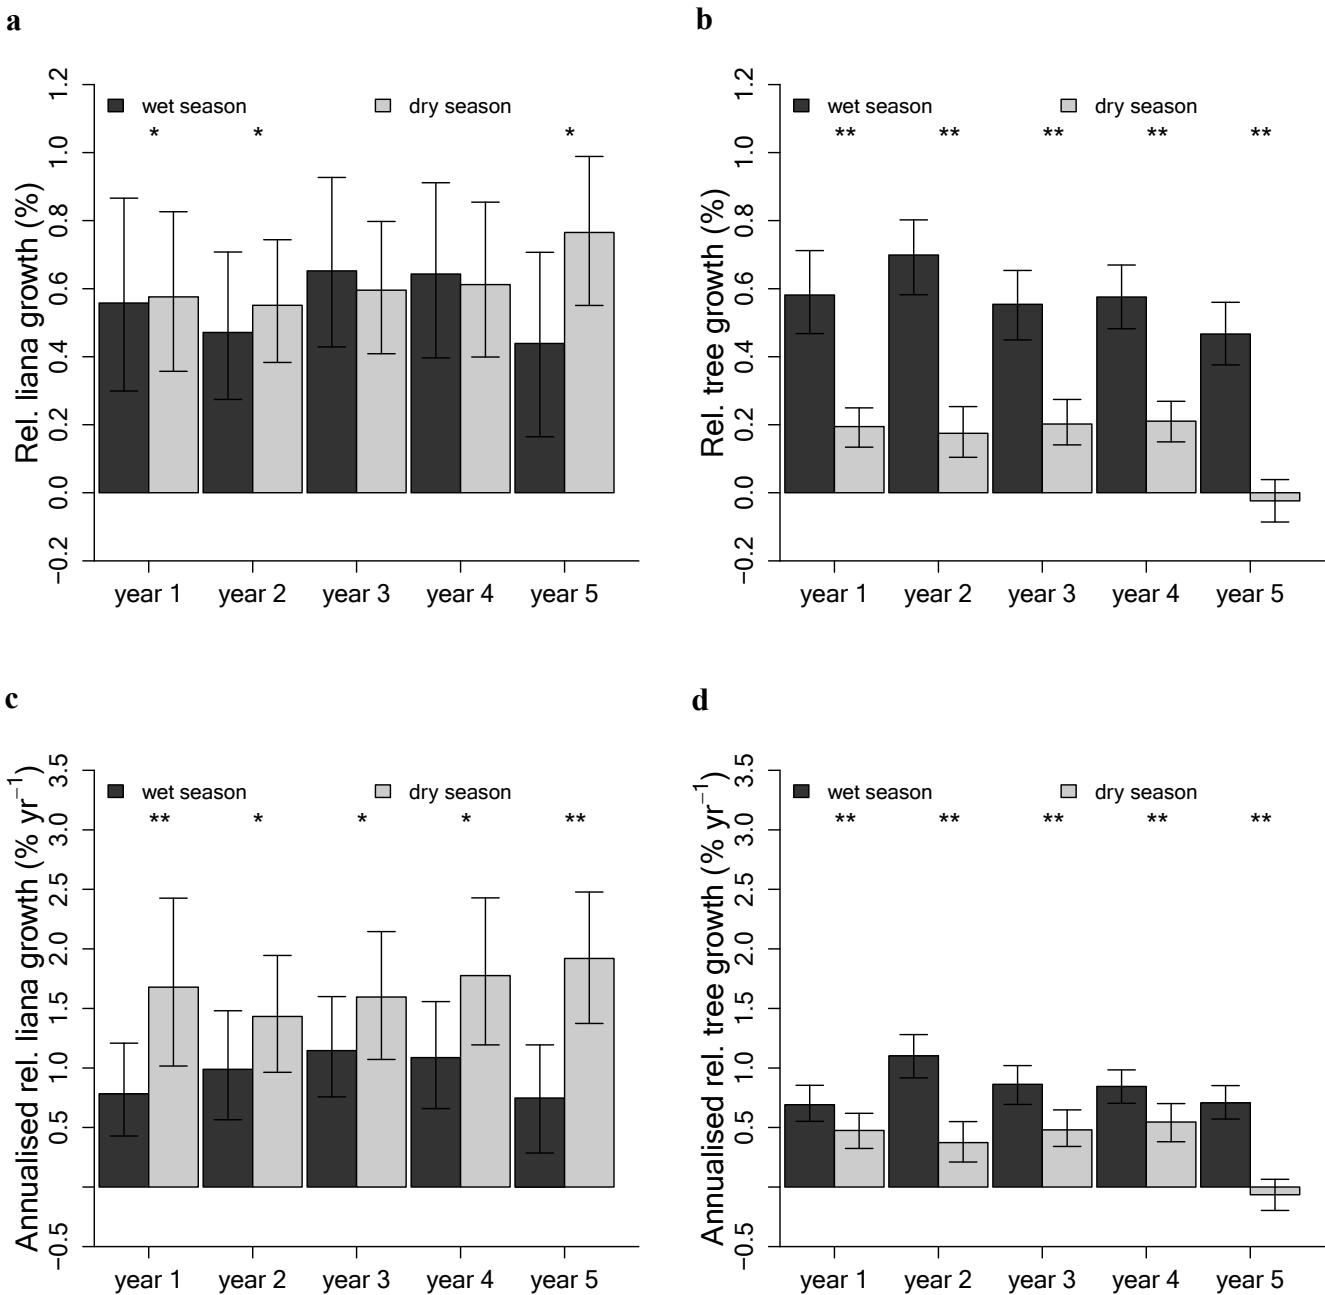 a
Rel. liana growth (%)
1.2
1.0
0.8
0.6
0.4
0.2
0.0
−0.2
wet season dry season
* * *
year 1 year 2 year 3 year 4 year 5
b
Rel. tree growth (%)
1.2
1.0
0.8
0.6
0.4
0.2
0.0
−0.2
wet season dry season
** ** ** ** **
year 1 year 2 year 3 year 4 year 5
c
Annualised rel. liana growth (% yr⁻¹)
3.5
3.0
2.5
2.0
1.5
1.0
0.5
−0.5
wet season dry season
** * * * **
year 1 year 2 year 3 year 4 year 5
d
Annualised rel. tree growth (% yr⁻¹)
3.5
3.0
2.5
2.0
1.5
1.0
0.5
−0.5
wet season dry season
** ** ** ** **
year 1 year 2 year 3 year 4 year 5